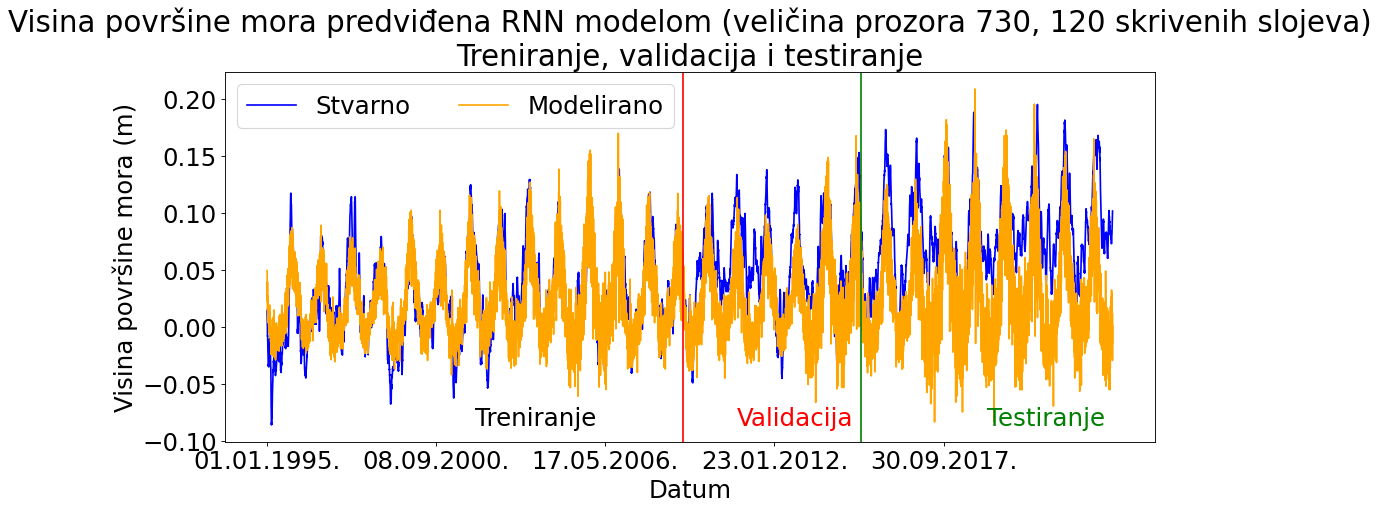 Visina površine mora predviđena RNN modelom (veličina prozora 730, 120 skrivenih slojeva)
Treniranje, validacija i testiranje
Stvarno
Modelirano
Visina površine mora (m)
0.20
0.15
0.10
0.05
0.00
−0.05
−0.10
Treniranje
Validacija
Testiranje
01.01.1995.
08.09.2000.
17.05.2006.
23.01.2012.
30.09.2017.
Datum